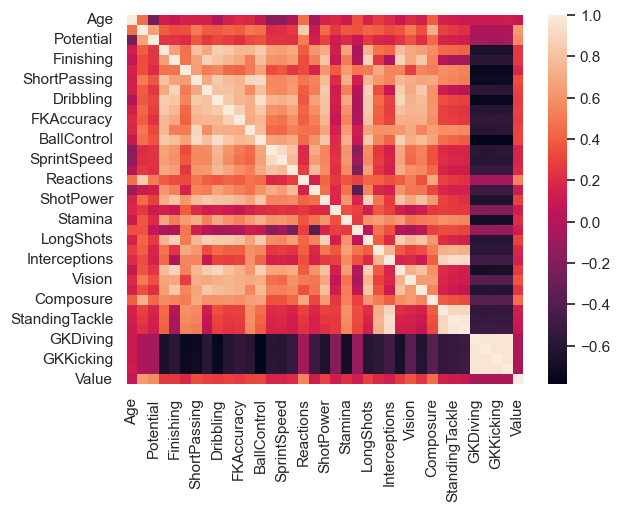 Age
Potential
Finishing
ShortPassing
Dribbling
FKAccuracy
BallControl
SprintSpeed
Reactions
ShotPower
Stamina
LongShots
Interceptions
Vision
Composure
StandingTackle
GKDiving
GKKicking
Value
Age
Potential
Finishing
ShortPassing
Dribbling
FKAccuracy
BallControl
SprintSpeed
Reactions
ShotPower
Stamina
LongShots
Interceptions
Vision
Composure
StandingTackle
GKDiving
GKKicking
Value
1.0
0.8
0.6
0.4
0.2
0.0
−0.2
−0.4
−0.6